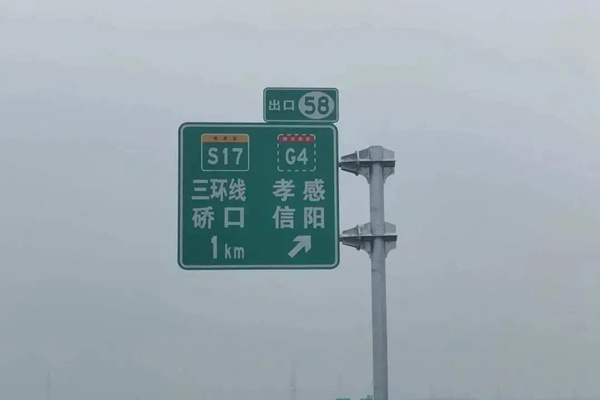 出口 58
S17 G4
三环线 孝感
硚口 信阳
1km